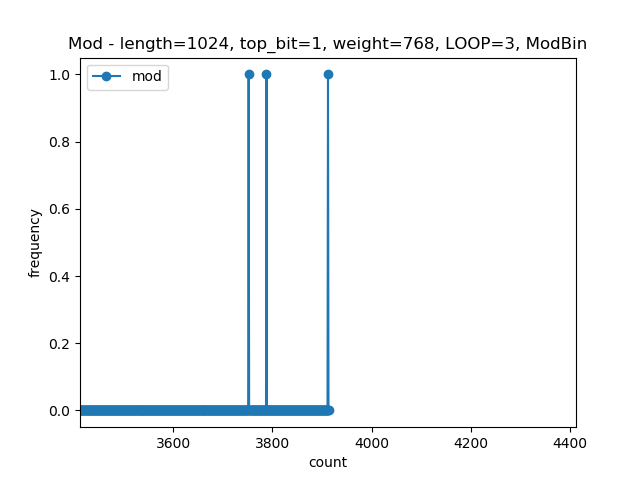 Mod - length=1024, top_bit=1, weight=768, LOOP=3, ModBin
mod
frequency
1.0
0.8
0.6
0.4
0.2
0.0
3600 3800 4000 4200 4400
count